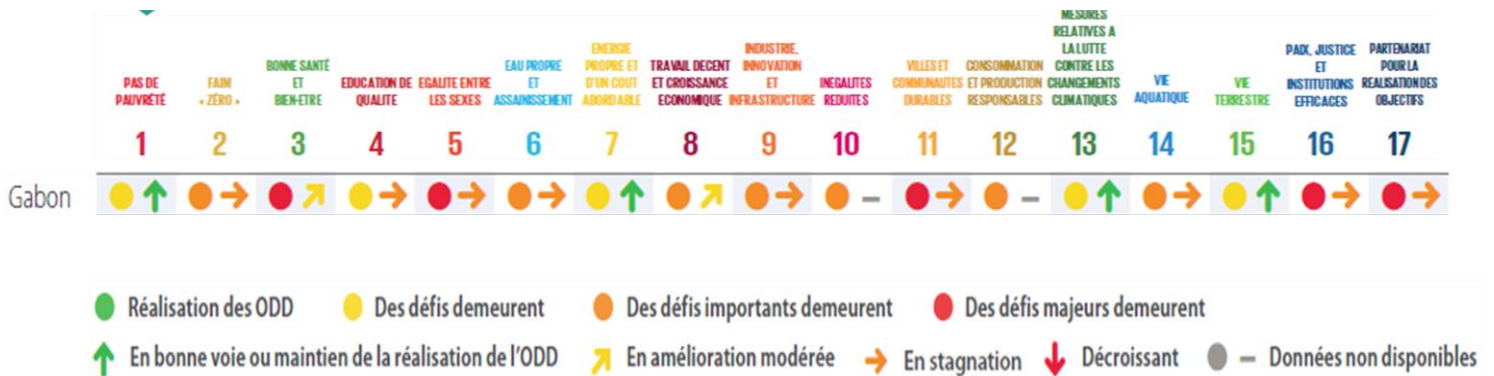 PAS DE
PAUVRÉTÉ
1
FAIM
« ZÉRO »
2
BONNE SANTÉ
ET
BIEN-ETRE
3
EDUCATION DE
QUALITE
4
EGALITE ENTRE
LES SEXES
5
EAU PROPRE
ET
ASSAINISSEMENT
6
ENERGIE
PROPRE ET
D'UN COUT
ABORDABLE
7
TRAVAIL DECENT
ET CROISSANCE
ECONOMIQUE
8
INDUSTRIE,
INNOVATION
ET
INFRASTRUCTURE
9
INEGALITES
REDUITES
10
VILLES ET
COMMUNAUTES
DURABLES
11
CONSOMMATION
ET PRODUCTION
RESPONSABLES
12
MESURES
RELATIVES A
LA LUTTE
CONTRE LES
CHANGEMENTS
CLIMATIQUES
13
VIE
AQUATIQUE
14
VIE
TERRESTRE
15
PAIX, JUSTICE
ET
INSTITUTIONS
EFFICACES
16
PARTENARIAT
POUR LA
REALISATION DES
OBJECTIFS
17
Gabon
Réalisation des ODD
Des défis demeurent
Des défis importants demeurent
Des défis majeurs demeurent
En bonne voie ou maintien de la réalisation de l'ODD
En amélioration modérée
En stagnation
Décroissant
Données non disponibles